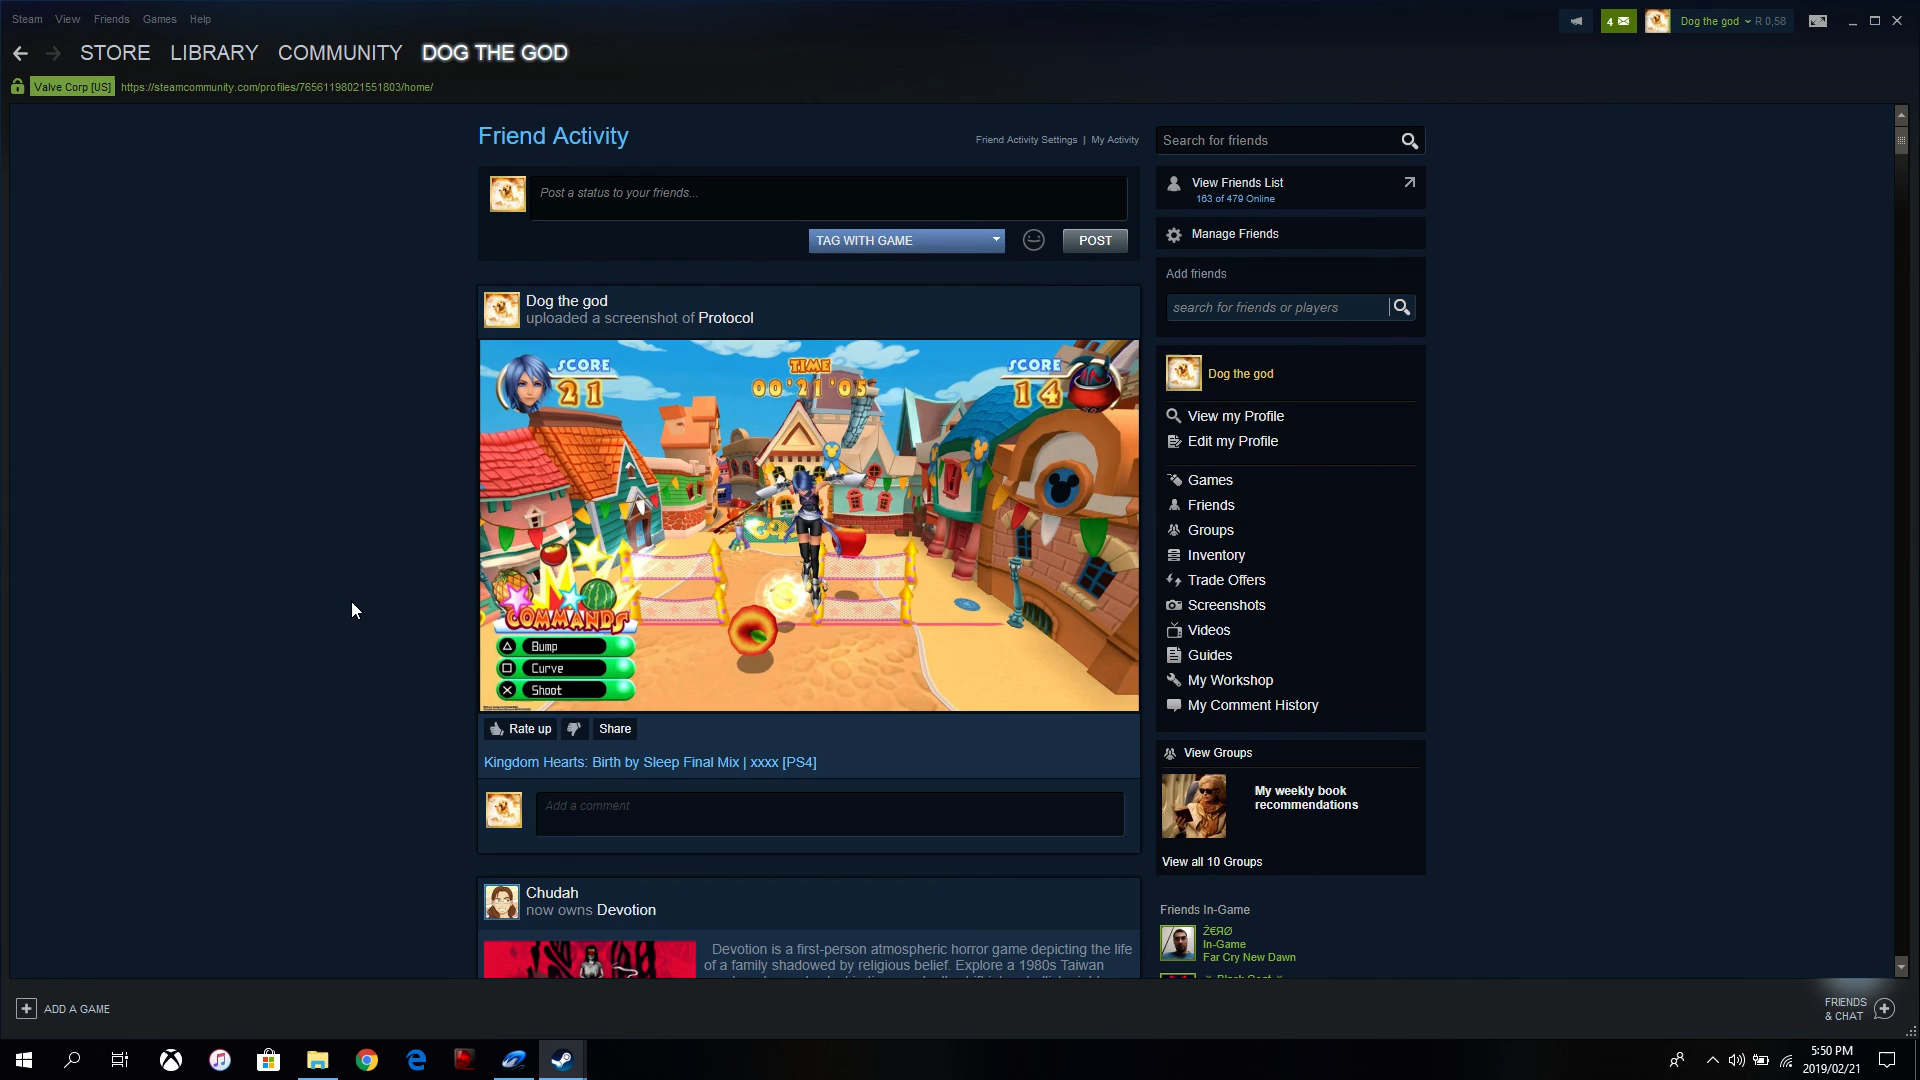 Steam View Friends Games Help
4 Dog the god R 0,58
STORE LIBRARY COMMUNITY DOG THE GOD
Valve Corp [US] https://steamcommunity.com/profiles/76561198021551803/home/
Friend Activity
Friend Activity Settings | My Activity
Post a status to your friends...
TAG WITH GAME
POST
Dog the god
uploaded a screenshot of Protocol
SCORE
21
TIME
00'21'05
SCORE
14
COMMANDS
Bump
Curve
Shoot
Rate up
Share
Kingdom Hearts: Birth by Sleep Final Mix | xxxx [PS4]
Add a comment
Chudah
now owns Devotion
Devotion is a first-person atmospheric horror game depicting the life
of a family shadowed by religious belief. Explore a 1980s Taiwan
Search for friends
View Friends List
163 of 479 Online
Manage Friends
Add friends
search for friends or players
Dog the god
View my Profile
Edit my Profile
Games
Friends
Groups
Inventory
Trade Offers
Screenshots
Videos
Guides
My Workshop
My Comment History
View Groups
My weekly book
recommendations
View all 10 Groups
Friends In-Game
In-Game
Far Cry New Dawn
ADD A GAME
FRIENDS
& CHAT
5:50 PM
2019/02/21